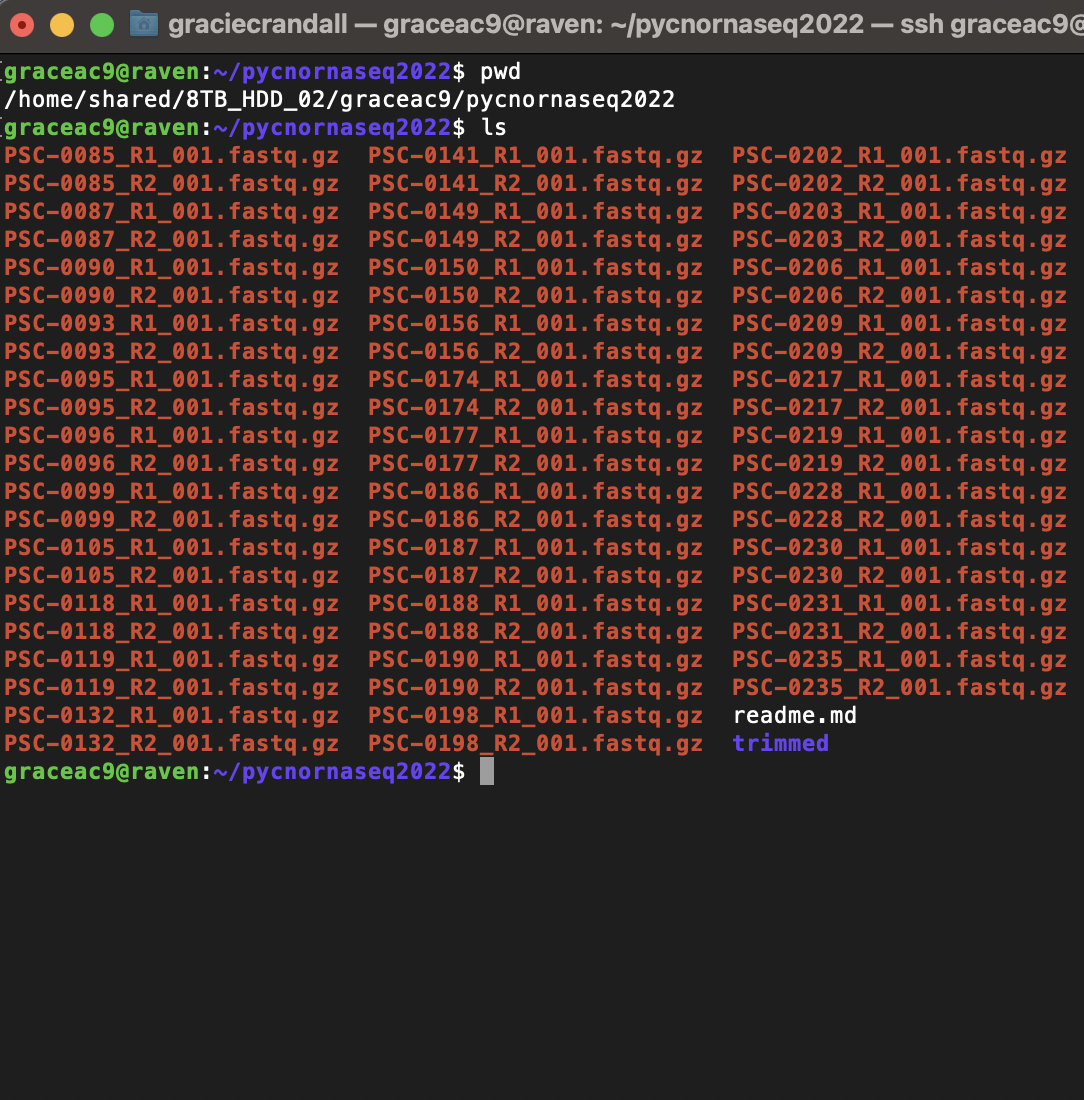 graciecrandall — graceac9@raven: ~/pycnornaseq2022 — ssh graceac9@
graceac9@raven:~/pycnornaseq2022$ pwd
/home/shared/8TB_HDD_02/graceac9/pycnornaseq2022
graceac9@raven:~/pycnornaseq2022$ ls
PSC-0085_R1_001.fastq.gz  PSC-0141_R1_001.fastq.gz  PSC-0202_R1_001.fastq.gz
PSC-0085_R2_001.fastq.gz  PSC-0141_R2_001.fastq.gz  PSC-0202_R2_001.fastq.gz
PSC-0087_R1_001.fastq.gz  PSC-0149_R1_001.fastq.gz  PSC-0203_R1_001.fastq.gz
PSC-0087_R2_001.fastq.gz  PSC-0149_R2_001.fastq.gz  PSC-0203_R2_001.fastq.gz
PSC-0090_R1_001.fastq.gz  PSC-0150_R1_001.fastq.gz  PSC-0206_R1_001.fastq.gz
PSC-0090_R2_001.fastq.gz  PSC-0150_R2_001.fastq.gz  PSC-0206_R2_001.fastq.gz
PSC-0093_R1_001.fastq.gz  PSC-0156_R1_001.fastq.gz  PSC-0209_R1_001.fastq.gz
PSC-0093_R2_001.fastq.gz  PSC-0156_R2_001.fastq.gz  PSC-0209_R2_001.fastq.gz
PSC-0095_R1_001.fastq.gz  PSC-0174_R1_001.fastq.gz  PSC-0217_R1_001.fastq.gz
PSC-0095_R2_001.fastq.gz  PSC-0174_R2_001.fastq.gz  PSC-0217_R2_001.fastq.gz
PSC-0096_R1_001.fastq.gz  PSC-0177_R1_001.fastq.gz  PSC-0219_R1_001.fastq.gz
PSC-0096_R2_001.fastq.gz  PSC-0177_R2_001.fastq.gz  PSC-0219_R2_001.fastq.gz
PSC-0099_R1_001.fastq.gz  PSC-0186_R1_001.fastq.gz  PSC-0228_R1_001.fastq.gz
PSC-0099_R2_001.fastq.gz  PSC-0186_R2_001.fastq.gz  PSC-0228_R2_001.fastq.gz
PSC-0105_R1_001.fastq.gz  PSC-0187_R1_001.fastq.gz  PSC-0230_R1_001.fastq.gz
PSC-0105_R2_001.fastq.gz  PSC-0187_R2_001.fastq.gz  PSC-0230_R2_001.fastq.gz
PSC-0118_R1_001.fastq.gz  PSC-0188_R1_001.fastq.gz  PSC-0231_R1_001.fastq.gz
PSC-0118_R2_001.fastq.gz  PSC-0188_R2_001.fastq.gz  PSC-0231_R2_001.fastq.gz
PSC-0119_R1_001.fastq.gz  PSC-0190_R1_001.fastq.gz  PSC-0235_R1_001.fastq.gz
PSC-0119_R2_001.fastq.gz  PSC-0190_R2_001.fastq.gz  PSC-0235_R2_001.fastq.gz
PSC-0132_R1_001.fastq.gz  PSC-0198_R1_001.fastq.gz  readme.md
PSC-0132_R2_001.fastq.gz  PSC-0198_R2_001.fastq.gz  trimmed
graceac9@raven:~/pycnornaseq2022$